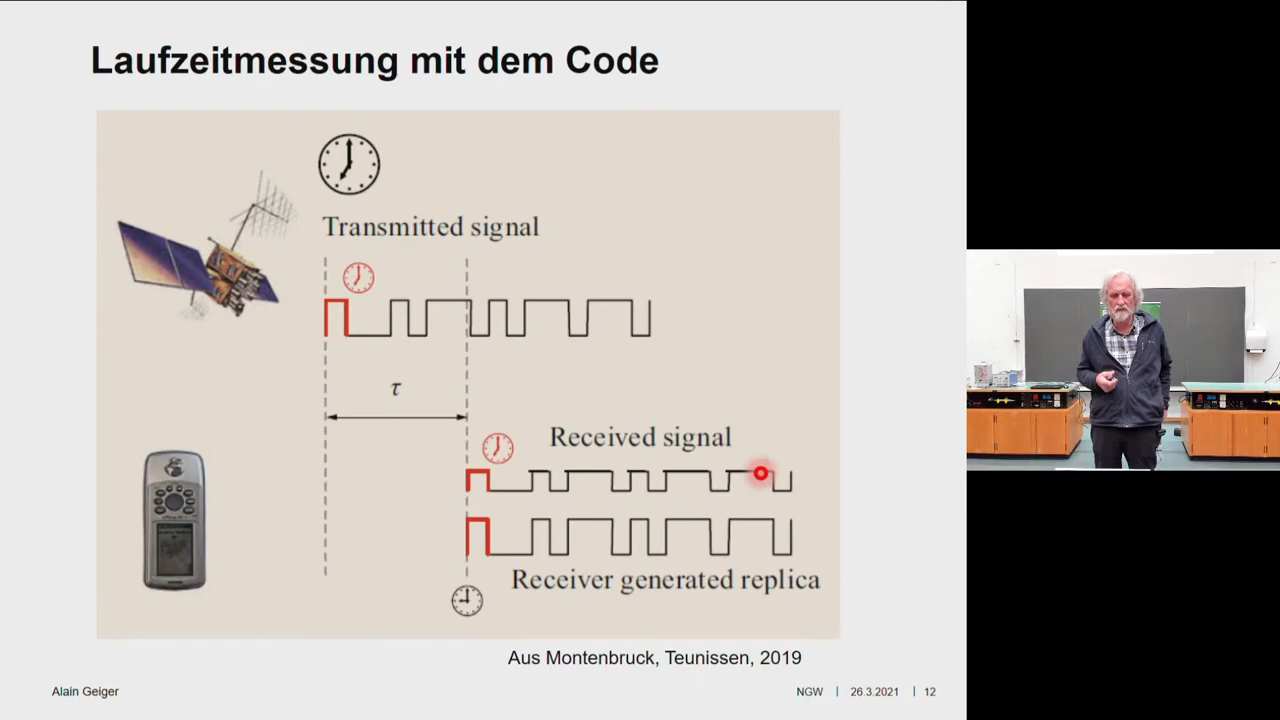 Laufzeitmessung mit dem Code
Transmitted signal
τ
Received signal
Receiver generated replica
Aus Montenbruck, Teunissen, 2019
Alain Geiger
NGW | 26.3.2021 | 12